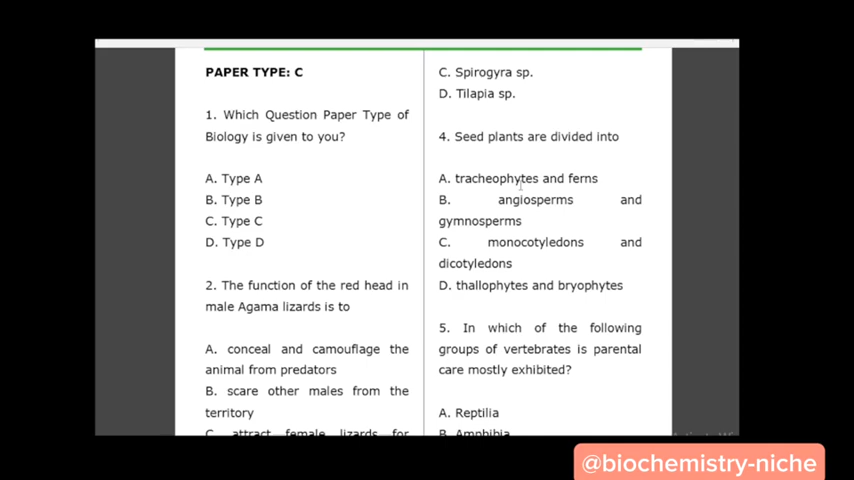 PAPER TYPE: C
1. Which Question Paper Type of
Biology is given to you?
A. Type A
B. Type B
C. Type C
D. Type D
2. The function of the red head in
male Agama lizards is to
A. conceal and camouflage the
animal from predators
B. scare other males from the
territory
C. attract female lizards for
C. Spirogyra sp.
D. Tilapia sp.
4. Seed plants are divided into
A. tracheophytes and ferns
B. angiosperms and
gymnosperms
C. monocotyledons and
dicotyledons
D. thallophytes and bryophytes
5. In which of the following
groups of vertebrates is parental
care mostly exhibited?
A. Reptilia
B. Amphibia
@biochemistry-niche